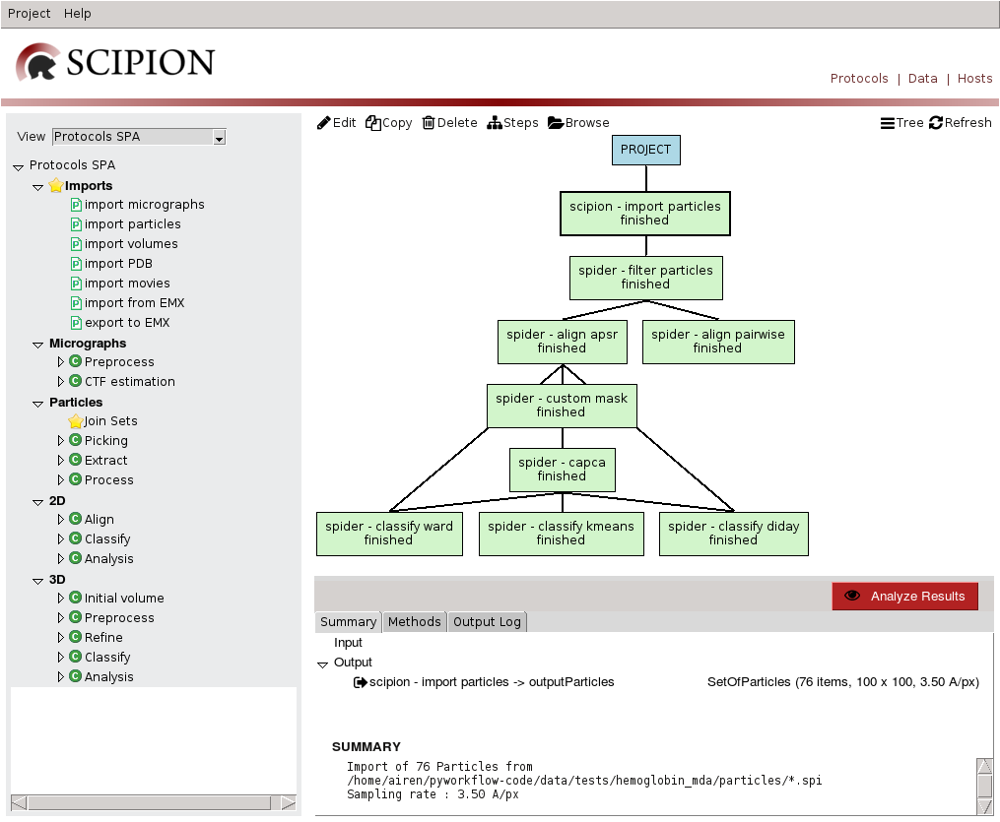 Project Help
SCIPION
Protocols | Data | Hosts
View Protocols SPA
Protocols SPA
Imports
import micrographs
import particles
import volumes
import PDB
import movies
import from EMX
export to EMX
Micrographs
Preprocess
CTF estimation
Particles
Join Sets
Picking
Extract
Process
2D
Align
Classify
Analysis
3D
Initial volume
Preprocess
Refine
Classify
Analysis
Edit Copy Delete Steps Browse Tree Refresh
PROJECT
scipion - import particles
finished
spider - filter particles
finished
spider - align apsr
finished
spider - align pairwise
finished
spider - custom mask
finished
spider - capca
finished
spider - classify ward
finished
spider - classify kmeans
finished
spider - classify diday
finished
Analyze Results
Summary Methods Output Log
Input
Output
scipion - import particles -> outputParticles SetOfParticles (76 items, 100 x 100, 3.50 A/px)
SUMMARY
Import of 76 Particles from
/home/airen/pyworkflow-code/data/tests/hemoglobin_mda/particles/*.spi
Sampling rate : 3.50 A/px